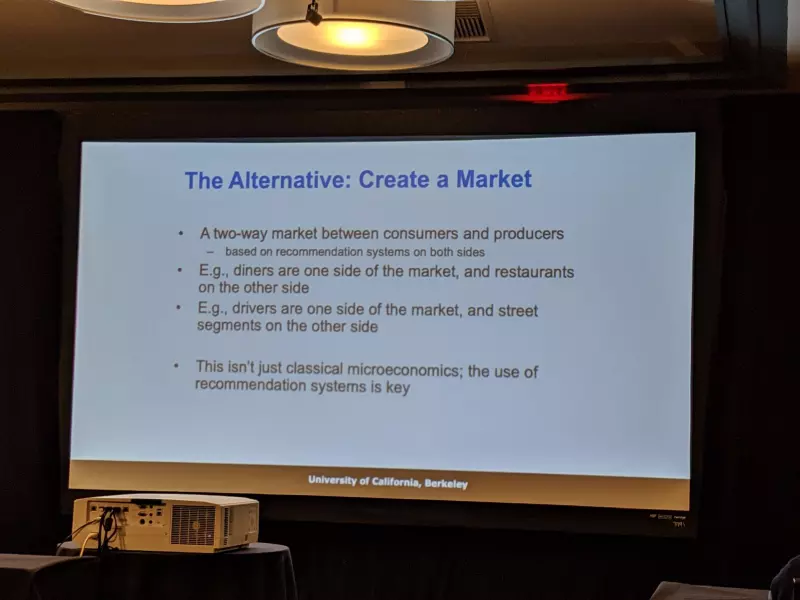 The Alternative: Create a Market
• A two-way market between consumers and producers
– based on recommendation systems on both sides
• E.g., diners are one side of the market, and restaurants
on the other side
• E.g., drivers are one side of the market, and street
segments on the other side
• This isn't just classical microeconomics; the use of
recommendation systems is key
University of California, Berkeley